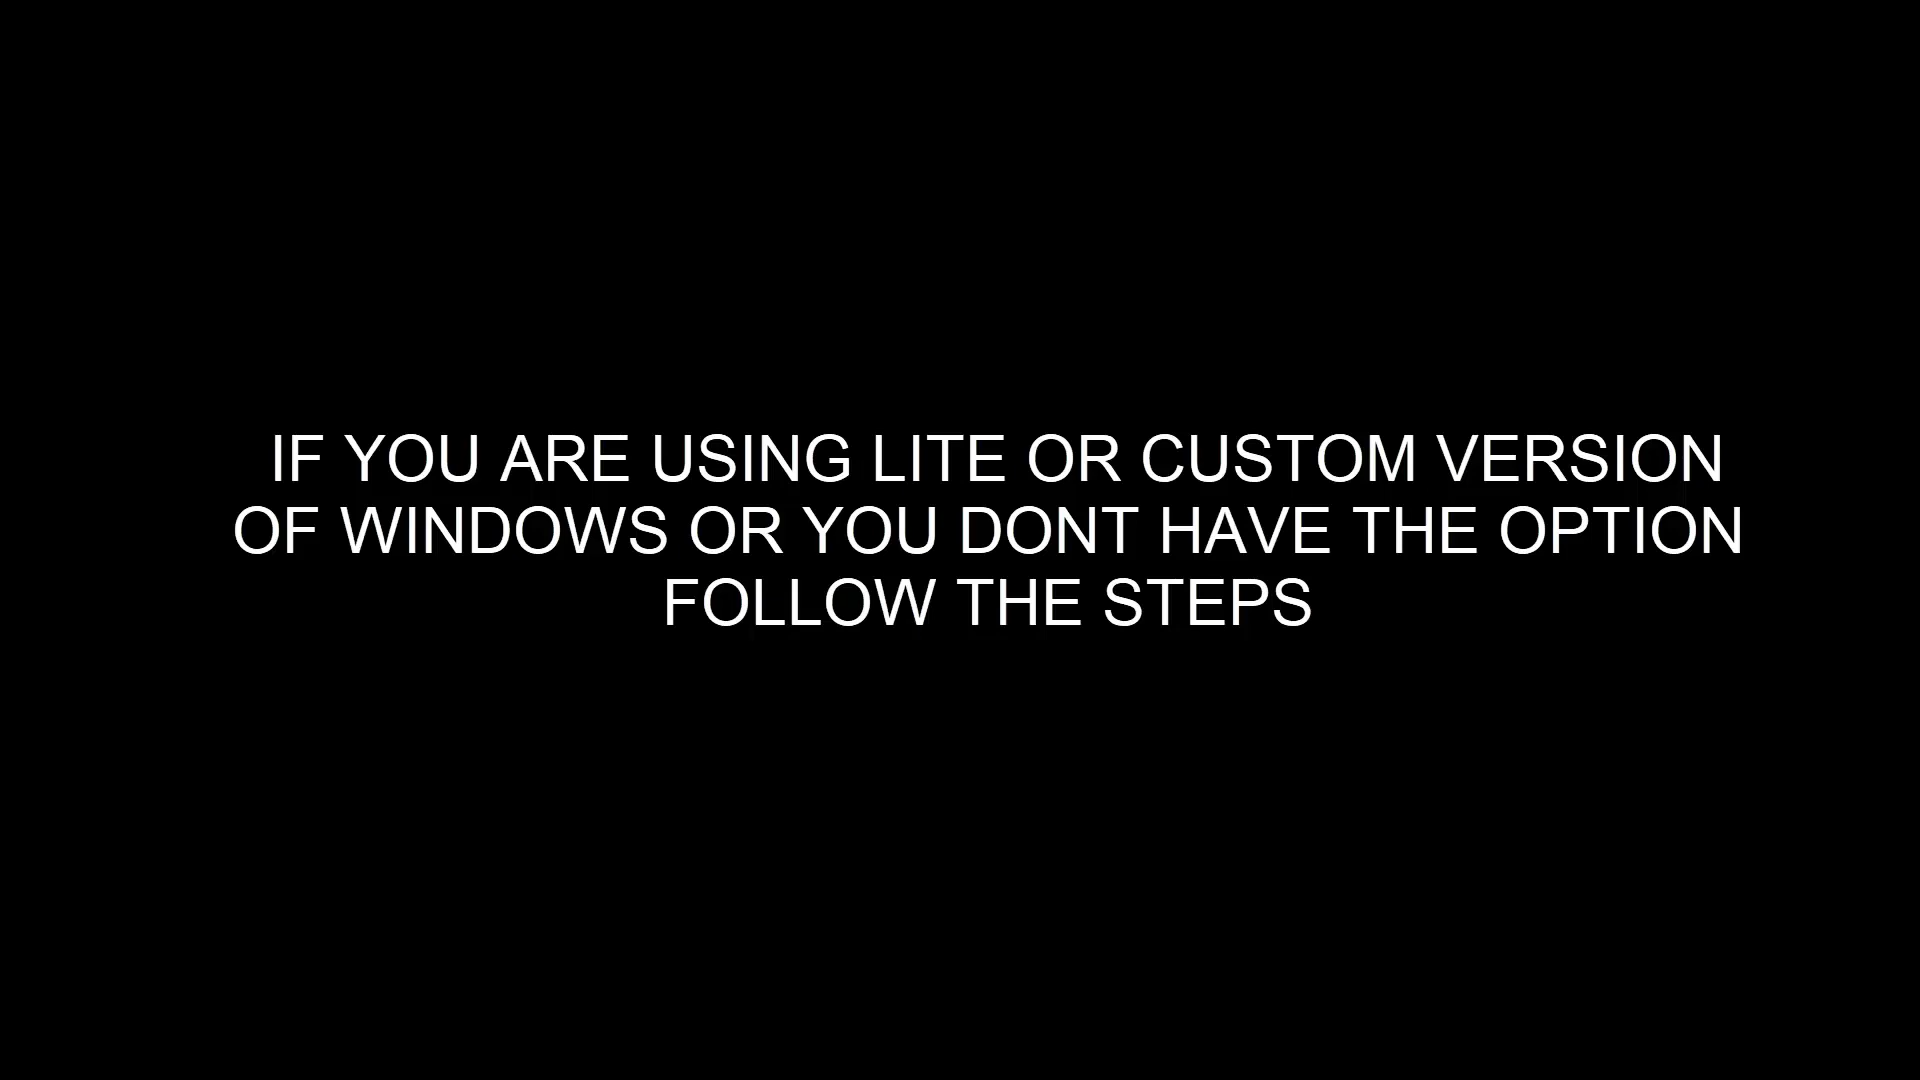 IF YOU ARE USING LITE OR CUSTOM VERSION
OF WINDOWS OR YOU DONT HAVE THE OPTION
FOLLOW THE STEPS